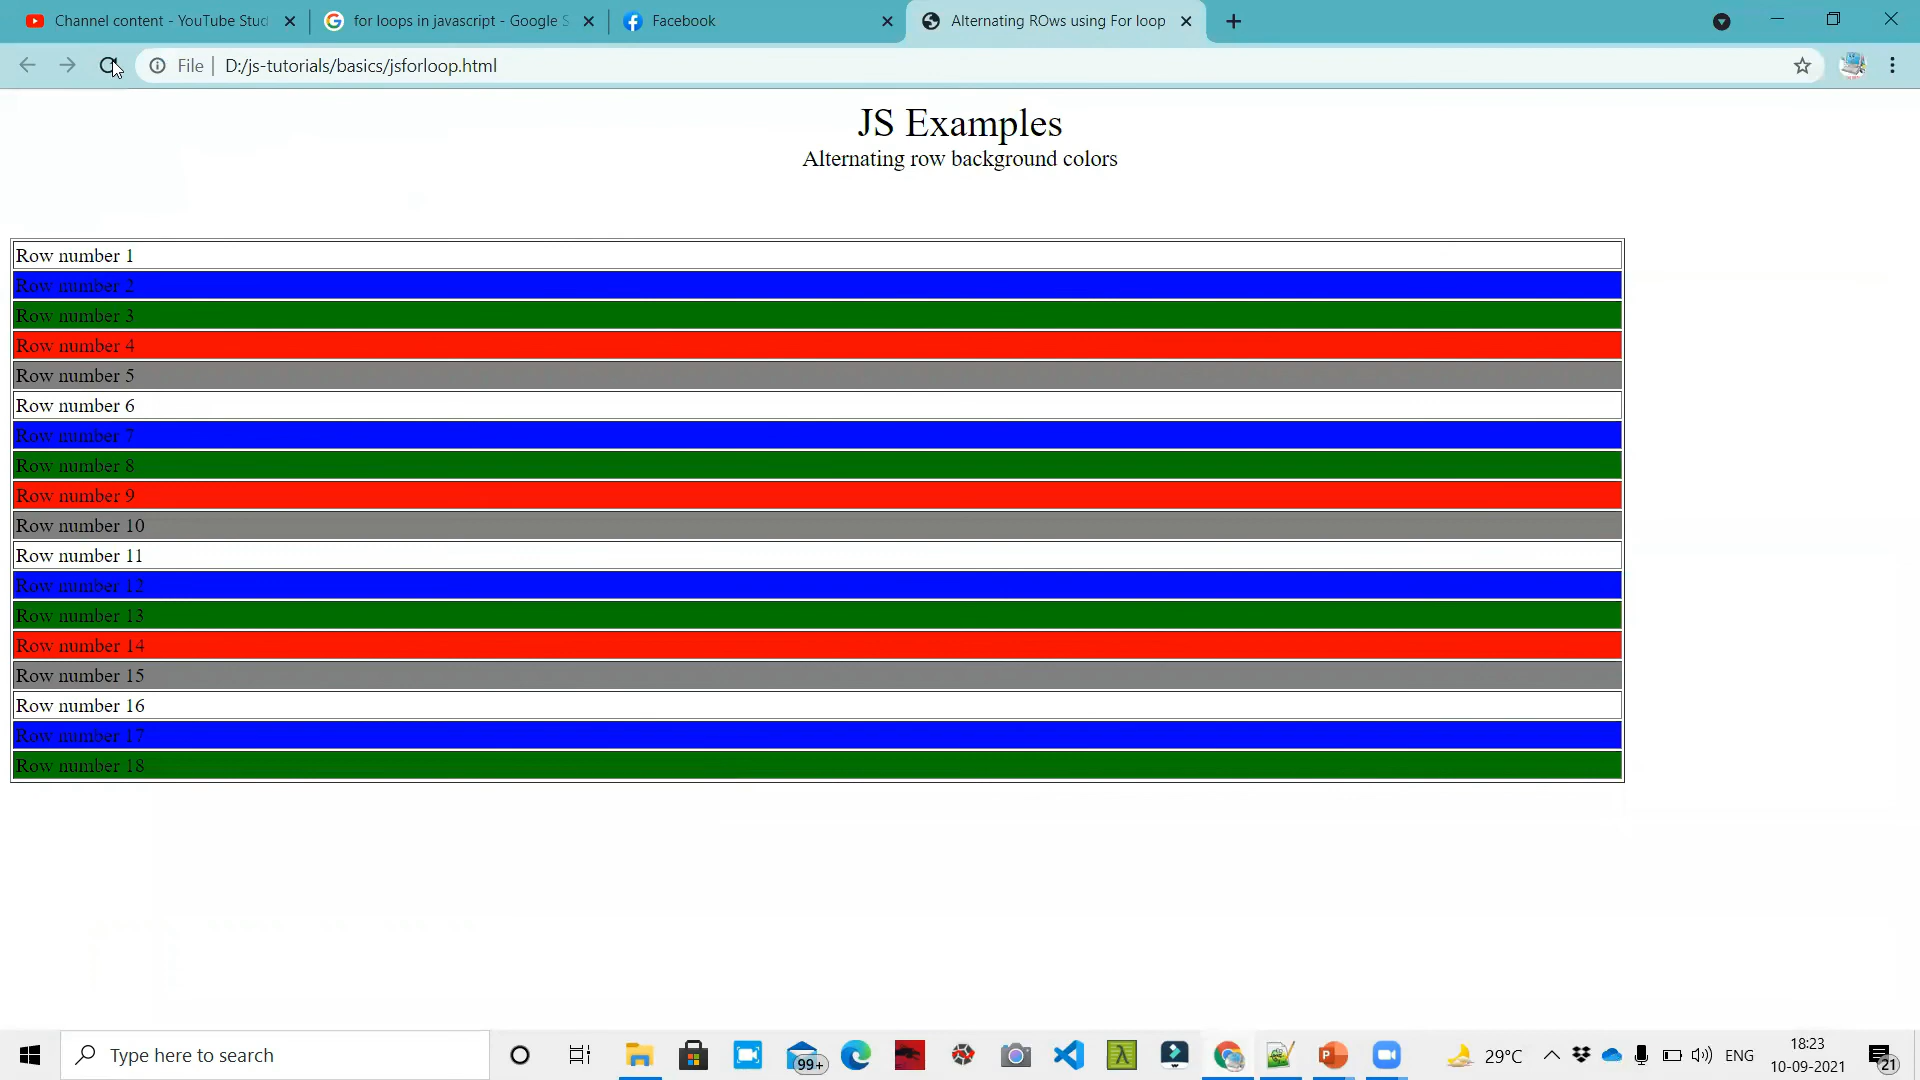 Channel content - YouTube Stud
for loops in javascript - Google S
Facebook
Alternating ROws using For loop
File
D:/js-tutorials/basics/jsforloop.html
JS Examples
Alternating row background colors
Row number 1
Row number 2
Row number 3
Row number 4
Row number 5
Row number 6
Row number 7
Row number 8
Row number 9
Row number 10
Row number 11
Row number 12
Row number 13
Row number 14
Row number 15
Row number 16
Row number 17
Row number 18
Type here to search
99+
29°C
ENG
18:23
10-09-2021
21